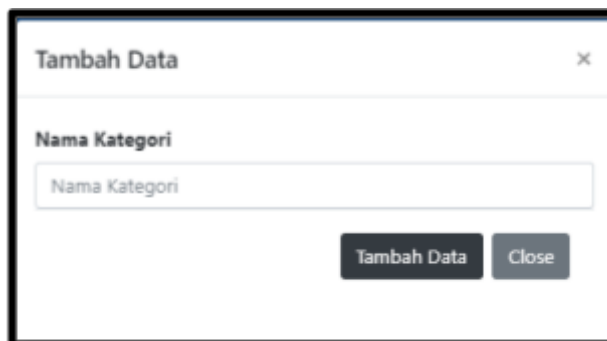 Tambah Data ×
Nama Kategori
Nama Kategori
Tambah Data Close